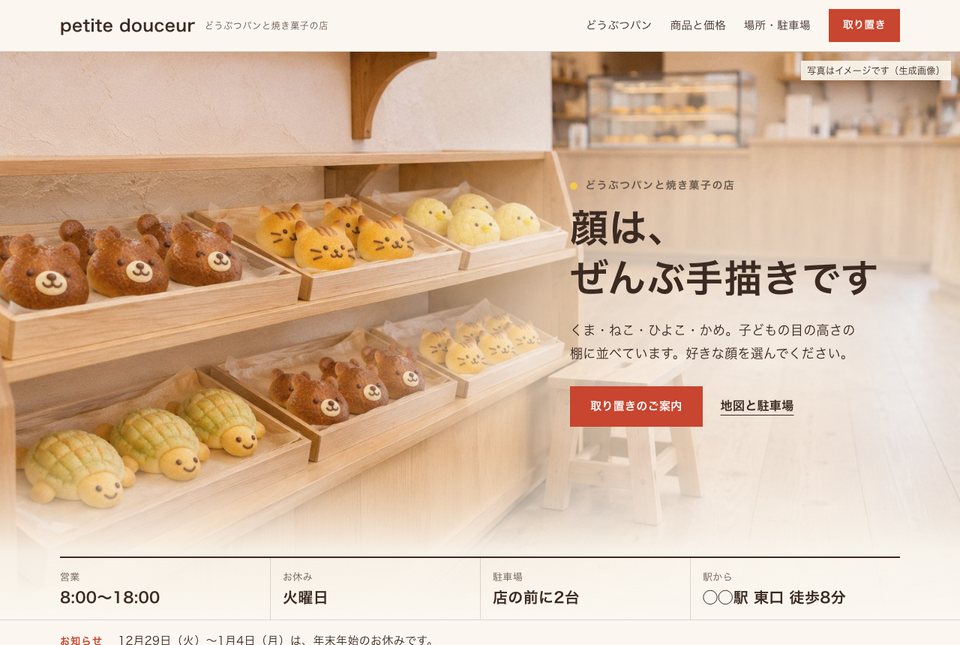 petite douceur
どうぶつパンと焼き菓子の店
どうぶつパン
商品と価格
場所・駐車場
取り置き
写真はイメージです（生成画像）
どうぶつパンと焼き菓子の店
顔は、
ぜんぶ手描きです
くま・ねこ・ひよこ・かめ。子どもの目の高さの
棚に並べています。好きな顔を選んでください。
取り置きのご案内
地図と駐車場
営業
8:00〜18:00
お休み
火曜日
駐車場
店の前に2台
駅から
◯◯駅 東口 徒歩8分
お知らせ
12月29日（火）〜1月4日（月）は、年末年始のお休みです。